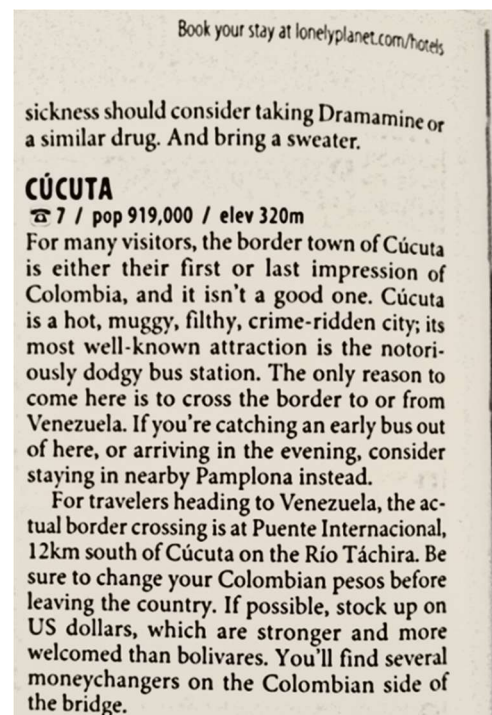 Book your stay at lonelyplanet.com/hotels
sickness should consider taking Dramamine or
a similar drug. And bring a sweater.
CÚCUTA
☎ 7 / pop 919,000 / elev 320m
For many visitors, the border town of Cúcuta
is either their first or last impression of
Colombia, and it isn't a good one. Cúcuta
is a hot, muggy, filthy, crime-ridden city; its
most well-known attraction is the notori-
ously dodgy bus station. The only reason to
come here is to cross the border to or from
Venezuela. If you're catching an early bus out
of here, or arriving in the evening, consider
staying in nearby Pamplona instead.
For travelers heading to Venezuela, the ac-
tual border crossing is at Puente Internacional,
12km south of Cúcuta on the Río Táchira. Be
sure to change your Colombian pesos before
leaving the country. If possible, stock up on
US dollars, which are stronger and more
welcomed than bolivares. You'll find several
moneychangers on the Colombian side of
the bridge.